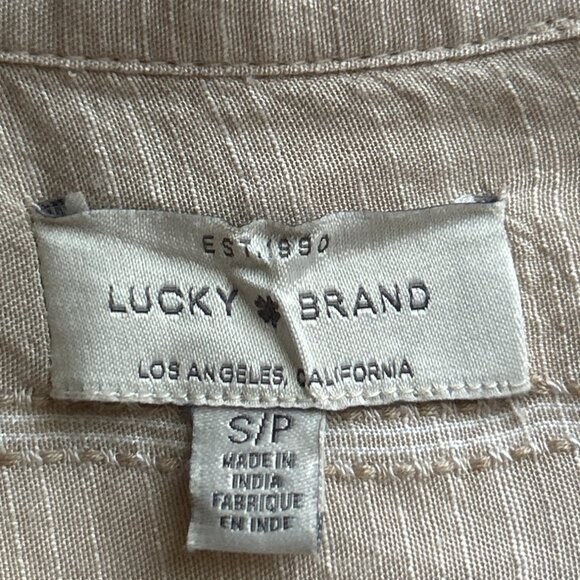 EST. 1990
LUCKY BRAND
LOS ANGELES, CALIFORNIA
S/P
MADE IN
INDIA
FABRIQUE
EN INDE